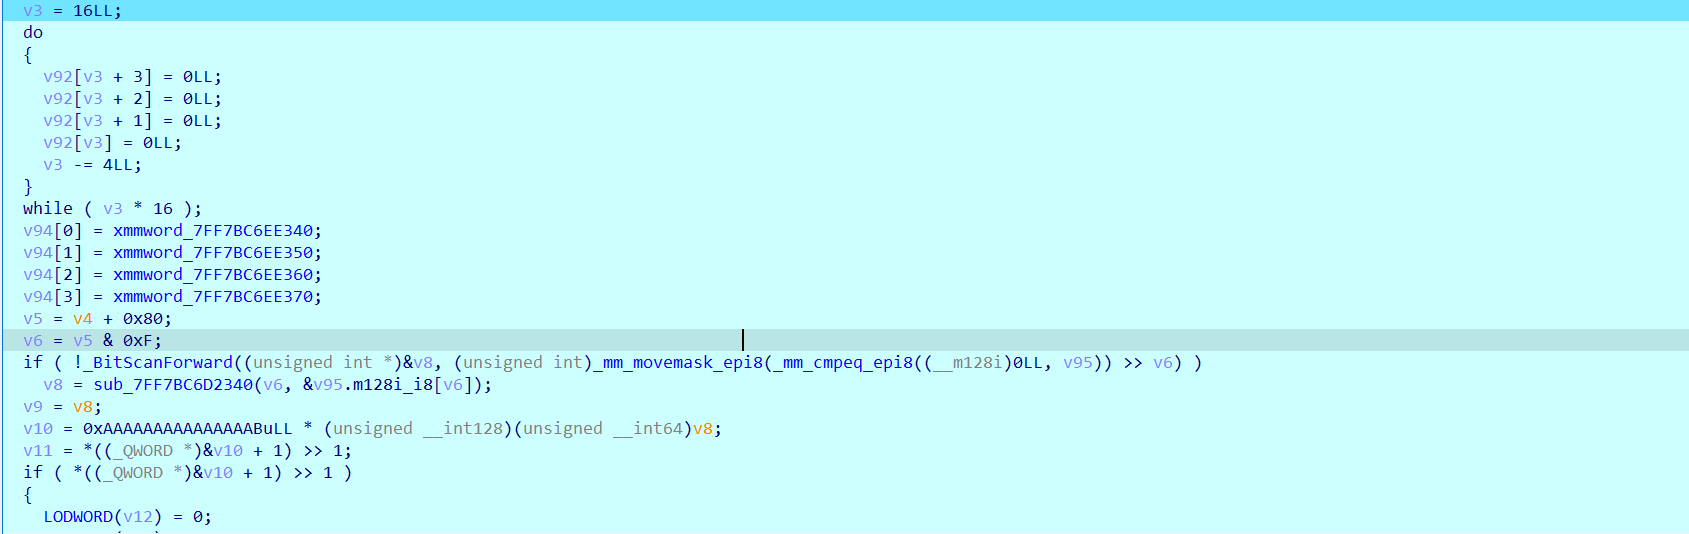 v3 = 16LL;
do
{
  v92[v3 + 3] = 0LL;
  v92[v3 + 2] = 0LL;
  v92[v3 + 1] = 0LL;
  v92[v3] = 0LL;
  v3 -= 4LL;
}
while ( v3 * 16 );
v94[0] = xmmword_7FF7BC6EE340;
v94[1] = xmmword_7FF7BC6EE350;
v94[2] = xmmword_7FF7BC6EE360;
v94[3] = xmmword_7FF7BC6EE370;
v5 = v4 + 0x80;
v6 = v5 & 0xF;
if ( !_BitScanForward((unsigned int *)&v8, (unsigned int)_mm_movemask_epi8(_mm_cmpeq_epi8((__m128i)0LL, v95)) >> v6) )
  v8 = sub_7FF7BC6D2340(v6, &v95.m128i_i8[v6]);
v9 = v8;
v10 = 0xAAAAAAAAAAAAAAABuLL * (unsigned __int128)(unsigned __int64)v8;
v11 = *((_QWORD *)&v10 + 1) >> 1;
if ( *((_QWORD *)&v10 + 1) >> 1 )
{
  LODWORD(v12) = 0;